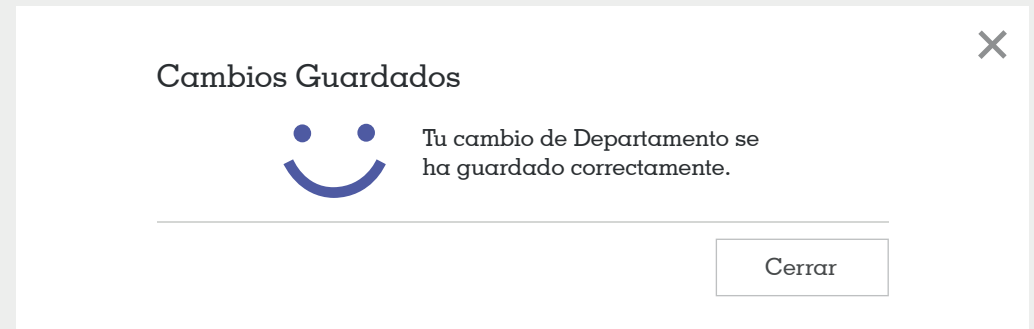 Cambios Guardados
Tu cambio de Departamento se
ha guardado correctamente.
Cerrar